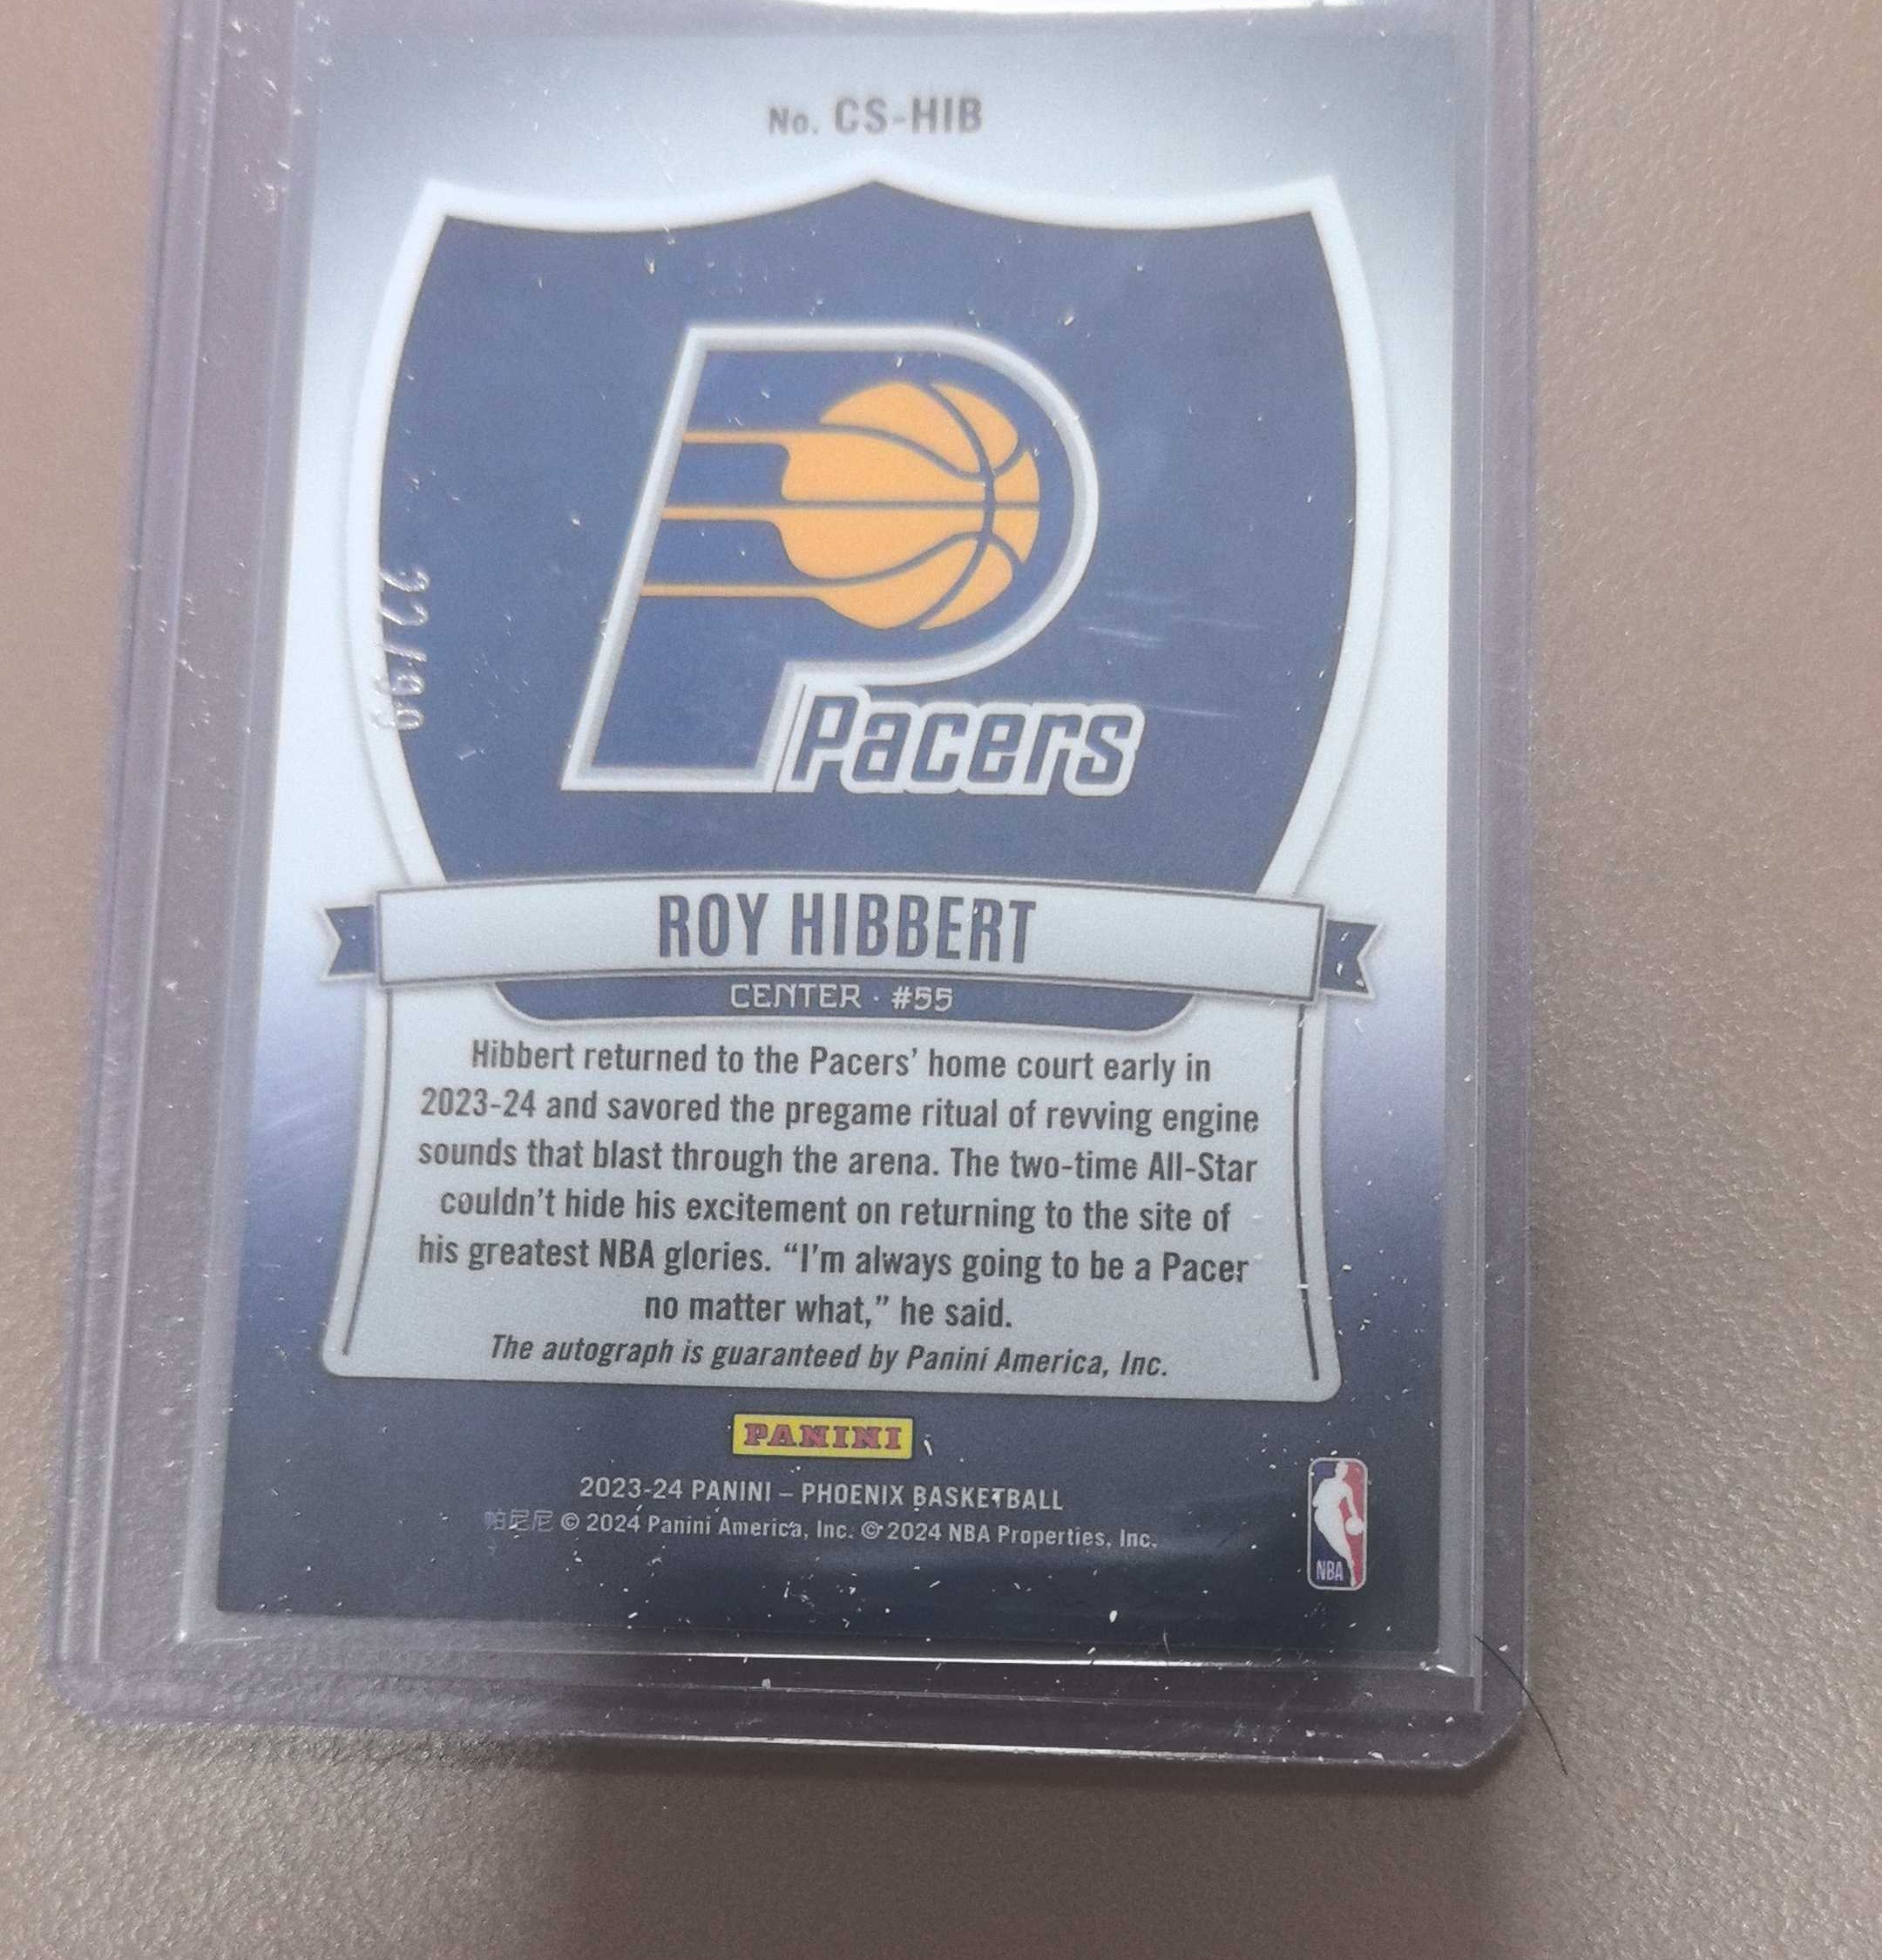 No. CS-HIB
22/99
Pacers
ROY HIBBERT
CENTER · #55
Hibbert returned to the Pacers’ home court early in
2023-24 and savored the pregame ritual of revving engine
sounds that blast through the arena. The two-time All-Star
couldn’t hide his excitement on returning to the site of
his greatest NBA glories. “I’m always going to be a Pacer
no matter what,” he said.
The autograph is guaranteed by Panini America, Inc.
PANINI
2023-24 PANINI – PHOENIX BASKETBALL
帕尼尼 © 2024 Panini America, Inc. © 2024 NBA Properties, Inc.
NBA